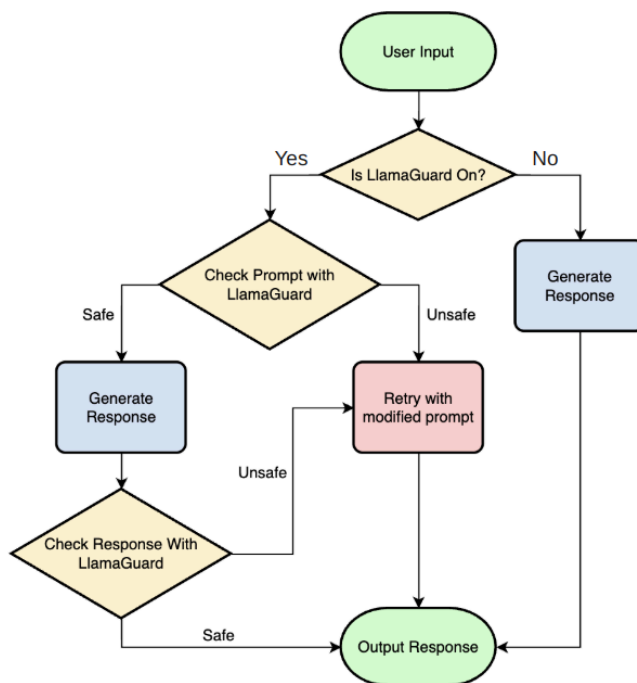 User Input
Yes
No
Is LlamaGuard On?
Check Prompt with
LlamaGuard
Generate
Response
Safe
Unsafe
Generate
Response
Retry with
modified prompt
Unsafe
Check Response With
LlamaGuard
Safe
Output Response